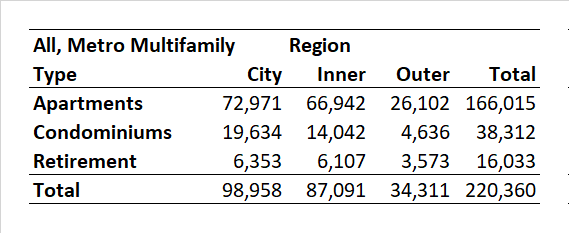 All, Metro Multifamily Region
Type City Inner Outer Total
Apartments 72,971 66,942 26,102 166,015
Condominiums 19,634 14,042 4,636 38,312
Retirement 6,353 6,107 3,573 16,033
Total 98,958 87,091 34,311 220,360